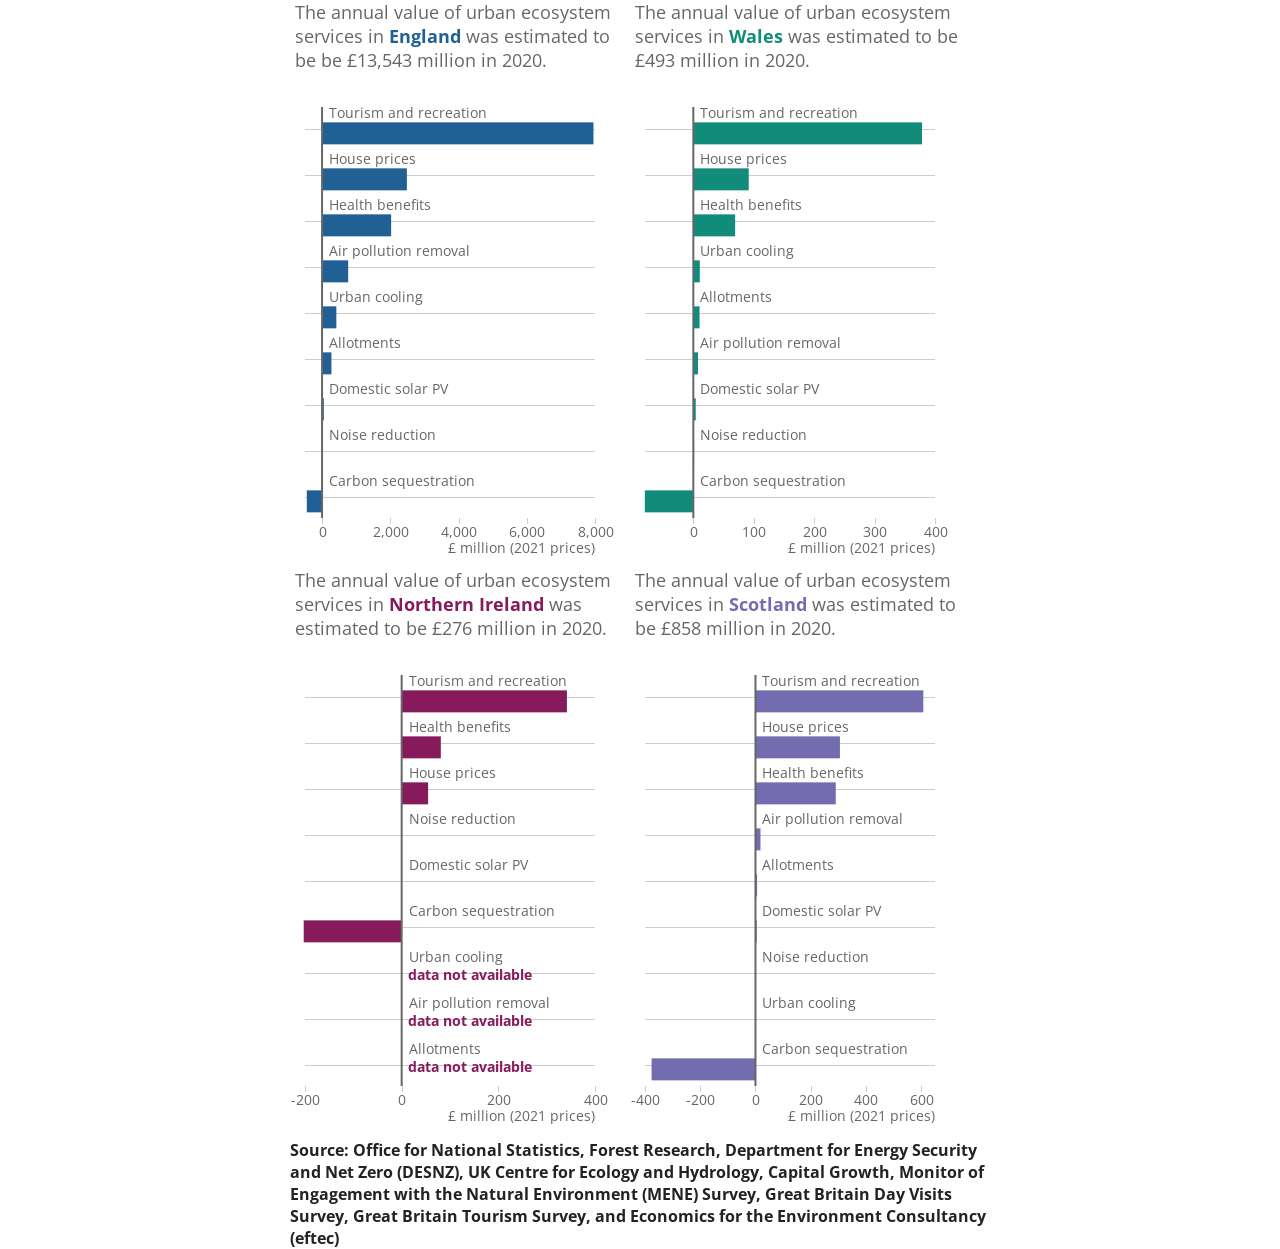 The annual value of urban ecosystem
services in England was estimated to
be be £13,543 million in 2020.
Tourism and recreation
House prices
Health benefits
Air pollution removal
Urban cooling
Allotments
Domestic solar PV
Noise reduction
Carbon sequestration
0 2,000 4,000 6,000 8,000
£ million (2021 prices)
The annual value of urban ecosystem
services in Wales was estimated to be
£493 million in 2020.
Tourism and recreation
House prices
Health benefits
Urban cooling
Allotments
Air pollution removal
Domestic solar PV
Noise reduction
Carbon sequestration
0 100 200 300 400
£ million (2021 prices)
The annual value of urban ecosystem
services in Northern Ireland was
estimated to be £276 million in 2020.
Tourism and recreation
Health benefits
House prices
Noise reduction
Domestic solar PV
Carbon sequestration
Urban cooling
data not available
Air pollution removal
data not available
Allotments
data not available
-200 0 200 400
£ million (2021 prices)
The annual value of urban ecosystem
services in Scotland was estimated to
be £858 million in 2020.
Tourism and recreation
House prices
Health benefits
Air pollution removal
Allotments
Domestic solar PV
Noise reduction
Urban cooling
Carbon sequestration
-400 -200 0 200 400 600
£ million (2021 prices)
Source: Office for National Statistics, Forest Research, Department for Energy Security
and Net Zero (DESNZ), UK Centre for Ecology and Hydrology, Capital Growth, Monitor of
Engagement with the Natural Environment (MENE) Survey, Great Britain Day Visits
Survey, Great Britain Tourism Survey, and Economics for the Environment Consultancy
(eftec)